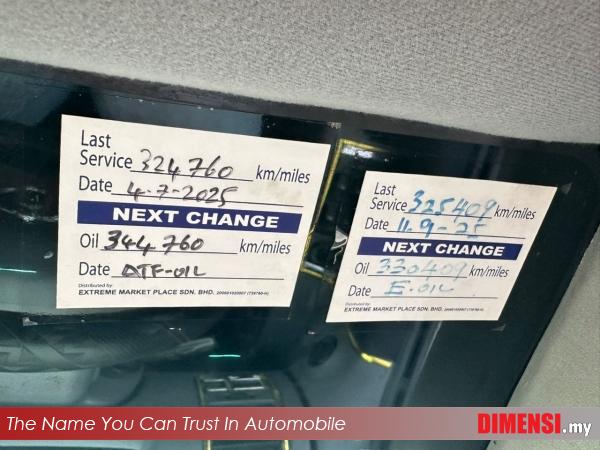 Last
Service 324760 km/miles
Date 4-7-2025
NEXT CHANGE
Oil 344760 km/miles
Date ATF-OIL
Distributed by:
EXTREME MARKET PLACE SDN. BHD.
Last
Service 325409 km/miles
Date 11-9-25
NEXT CHANGE
Oil 330409 km/miles
Date E.OIL
Distributed by:
EXTREME MARKET PLACE SDN. BHD.
The Name You Can Trust In Automobile
DIMENSI.my